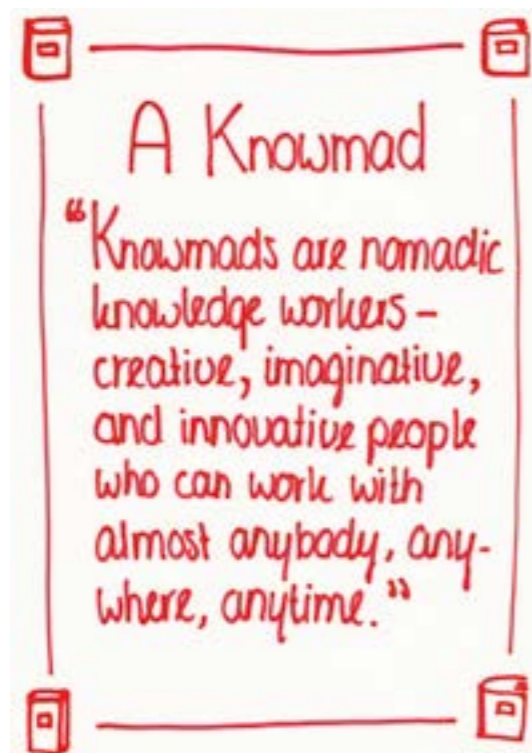 A Knowmad
“Knowmads are nomadic
knowledge workers –
creative, imaginative,
and innovative people
who can work with
almost anybody, any-
where, anytime.”